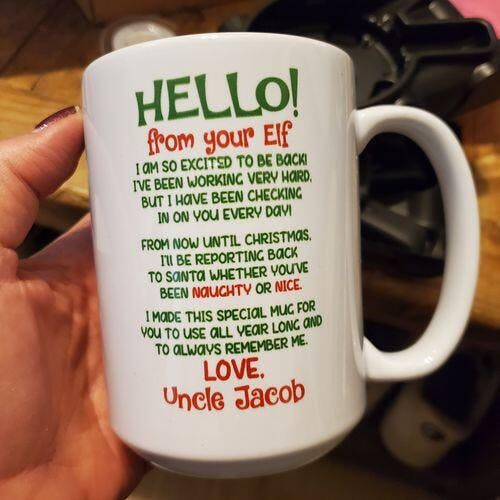 HELLO!
from your Elf
I AM SO EXCITED TO BE BACK!
I'VE BEEN WORKING VERY HARD,
BUT I HAVE BEEN CHECKING
IN ON YOU EVERY DAY!
FROM NOW UNTIL CHRISTMAS,
I'll BE REPORTING BACK
TO SANTA WHETHER YOU'VE
BEEN NAUGHTY OR NICE.
I MADE THIS SPECIAL MUG FOR
YOU TO USE ALL YEAR LONG AND
TO ALWAYS REMEMBER ME.
LOVE,
Uncle Jacob